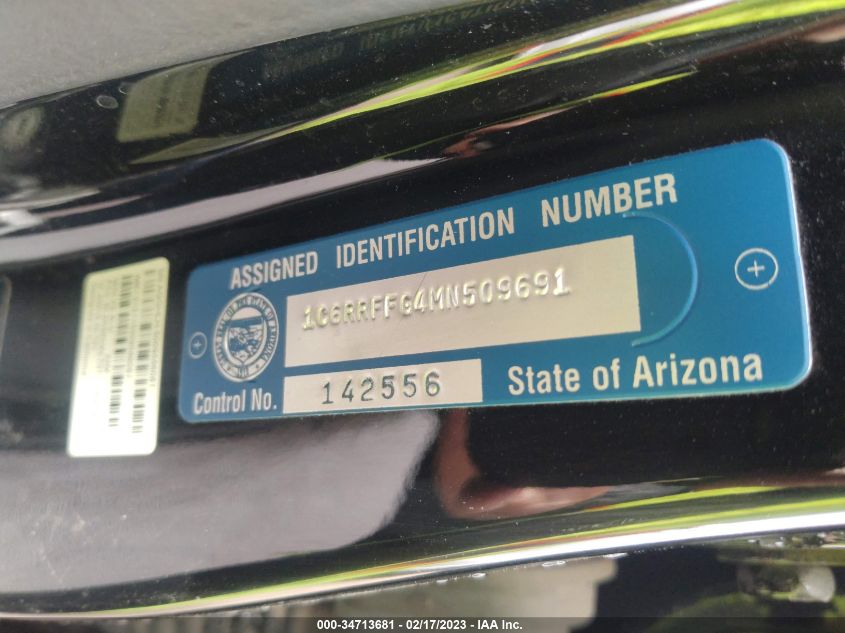 ASSIGNED IDENTIFICATION NUMBER
1C6RRFFG4MN509691
Control No. 142556 State of Arizona
000-34713681 - 02/17/2023 - IAA Inc.